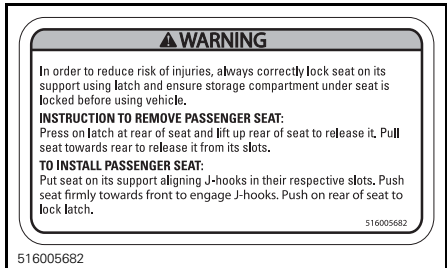 WARNING
In order to reduce risk of injuries, always correctly lock seat on its
support using latch and ensure storage compartment under seat is
locked before using vehicle.
INSTRUCTION TO REMOVE PASSENGER SEAT:
Press on latch at rear of seat and lift up rear of seat to release it. Pull
seat towards rear to release it from its slots.
TO INSTALL PASSENGER SEAT:
Put seat on its support aligning J-hooks in their respective slots. Push
seat firmly towards front to engage J-hooks. Push on rear of seat to
lock latch.
516005682
516005682